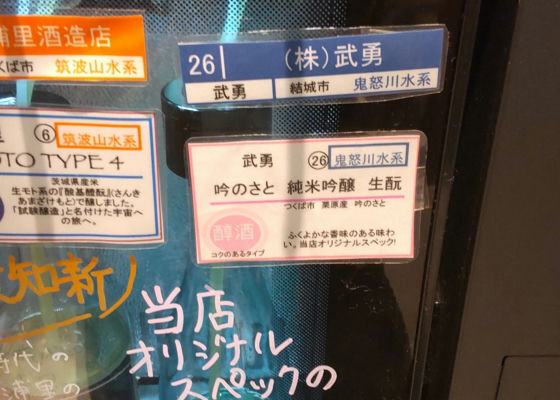 浦里酒造店
くば市 筑波山水系
26 (株)武勇
武勇 結城市 鬼怒川水系
⑥ 筑波山水系
OTO TYPE 4
茨城県産米
生モト系の『酸基醴酛』(さんき
あまざけもと)で醸しました。
「試験醸造」と名付けた宇宙へ
の旅へ。
武勇 ㉖ 鬼怒川水系
吟のさと 純米吟醸 生酛
つくば市 栗原産 吟のさと
醇酒
コクのあるタイプ
ふくよかな香味のある味わ
い。当店オリジナルスペック!
知新
当店
オリジナル
スペックの
時代の
浦里の